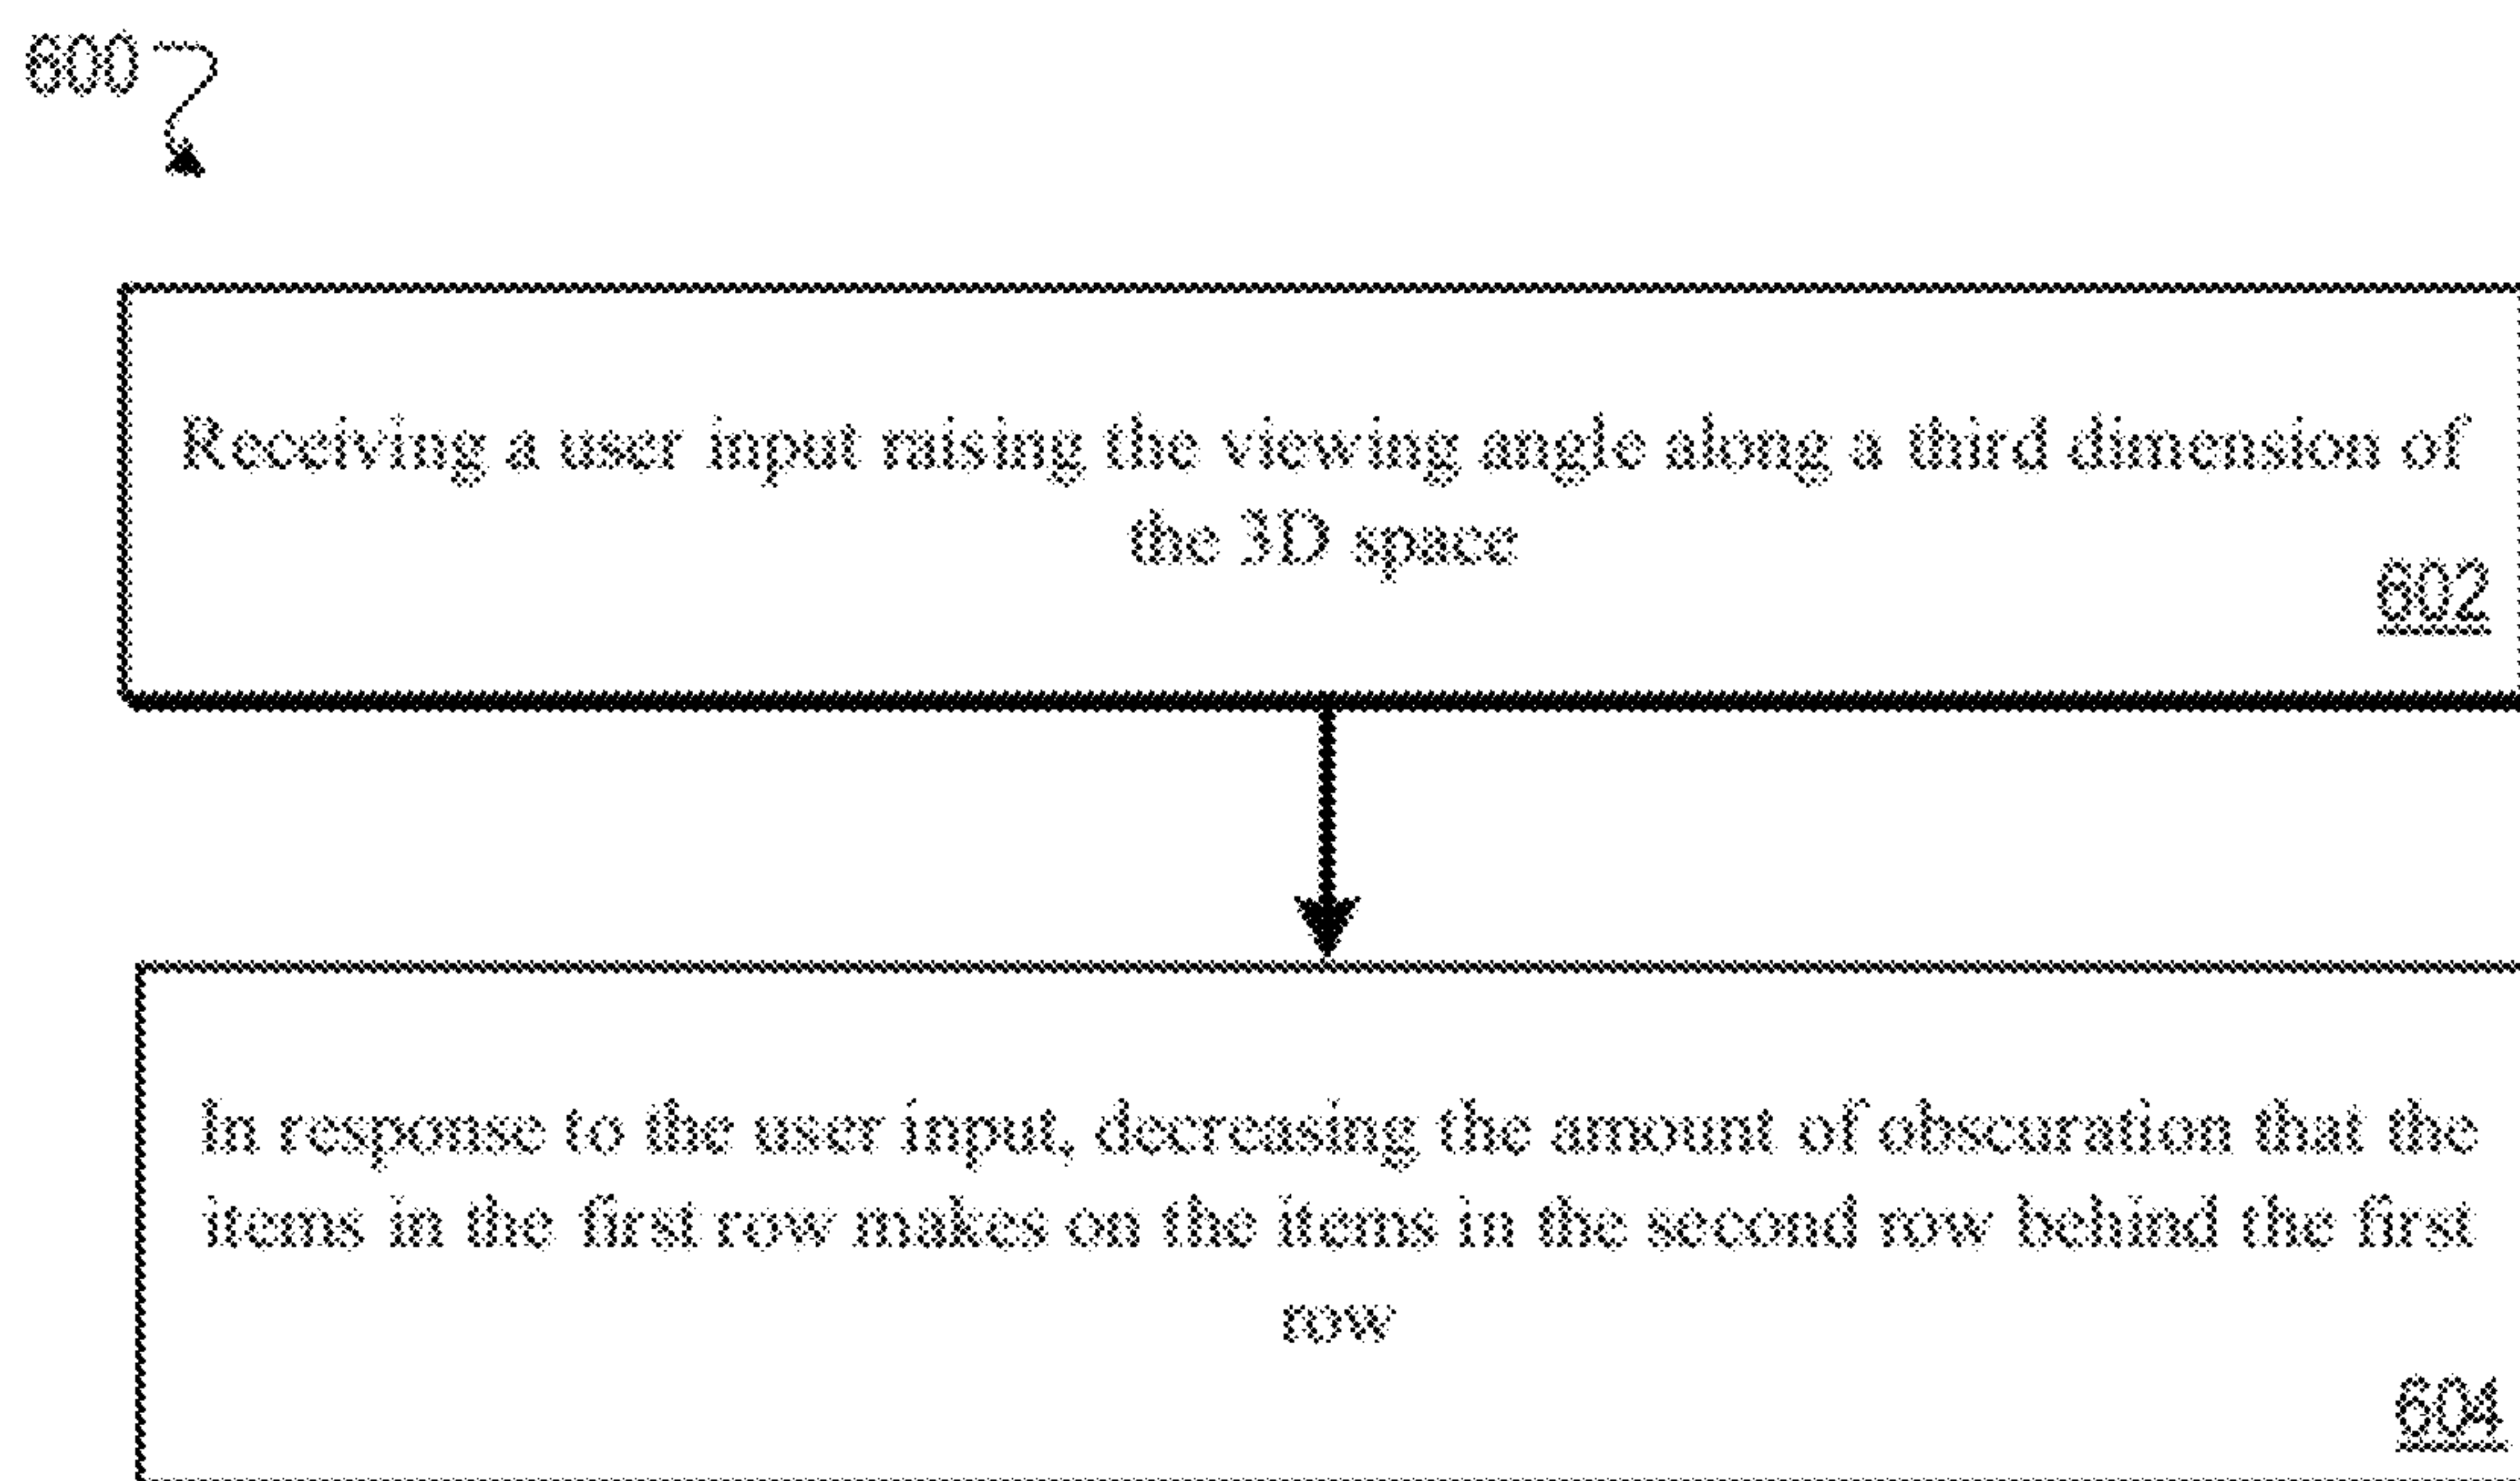 600
Receiving a user input raising the viewing angle along a third dimension of
the 3D space
602
In response to the user input, decreasing the amount of obscuration that the
items in the first row makes on the items in the second row behind the first
row
604